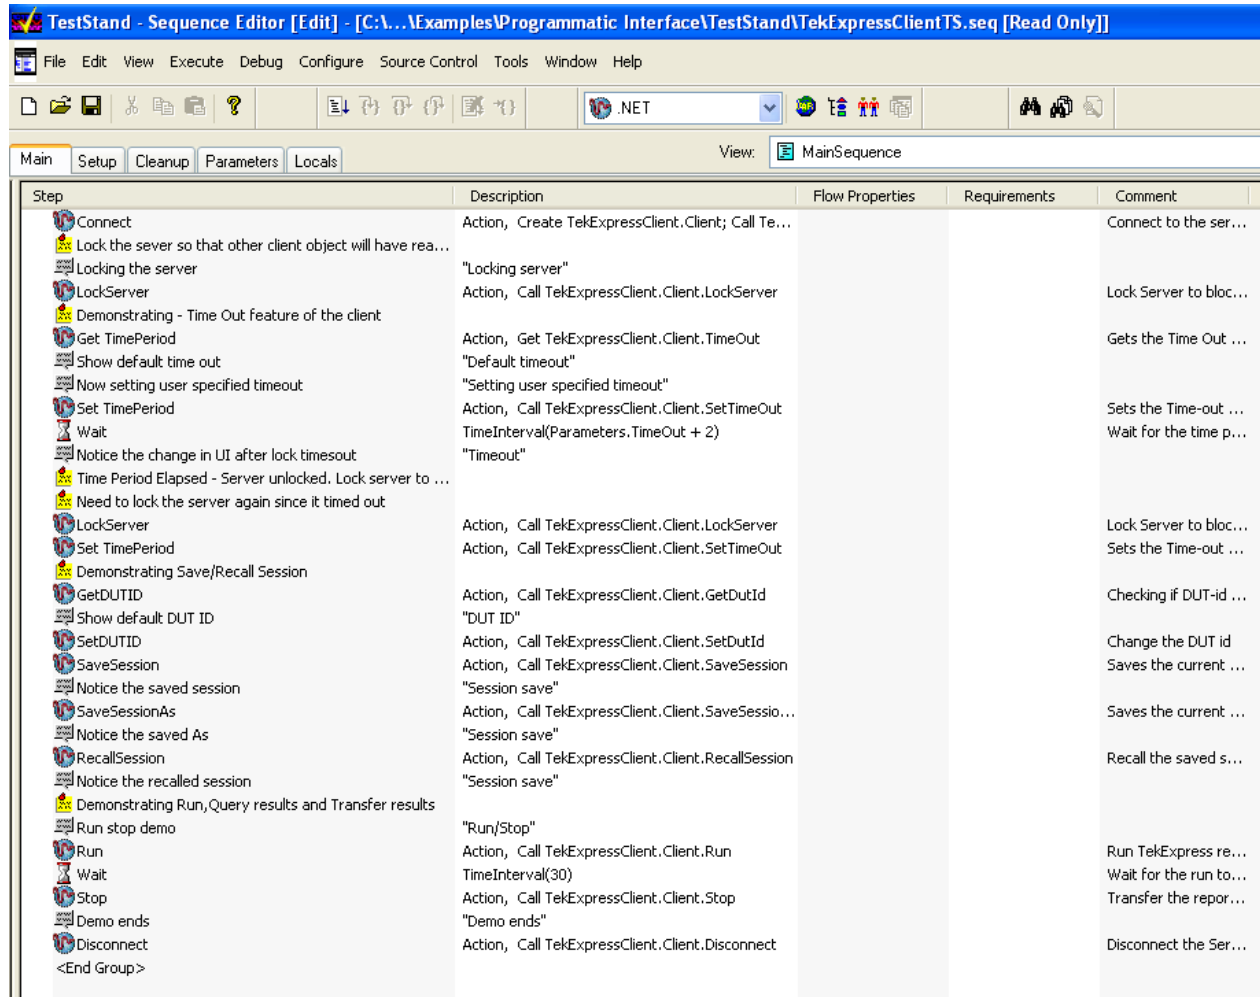 TestStand - Sequence Editor [Edit] - [C:\...\Examples\Programmatic Interface\TestStand\TekExpressClientTS.seq [Read Only]]
File Edit View Execute Debug Configure Source Control Tools Window Help
.NET
Main Setup Cleanup Parameters Locals View: MainSequence
Step Description Flow Properties Requirements Comment
Connect Action, Create TekExpressClient.Client; Call Te... Connect to the ser...
Lock the sever so that other client object will have rea...
Locking the server "Locking server"
LockServer Action, Call TekExpressClient.Client.LockServer Lock Server to bloc...
Demonstrating - Time Out feature of the client
Get TimePeriod Action, Get TekExpressClient.Client.TimeOut Gets the Time Out ...
Show default time out "Default timeout"
Now setting user specified timeout "Setting user specified timeout"
Set TimePeriod Action, Call TekExpressClient.Client.SetTimeOut Sets the Time-out ...
Wait TimeInterval(Parameters.TimeOut + 2) Wait for the time p...
Notice the change in UI after lock timesout "Timeout"
Time Period Elapsed - Server unlocked. Lock server to ...
Need to lock the server again since it timed out
LockServer Action, Call TekExpressClient.Client.LockServer Lock Server to bloc...
Set TimePeriod Action, Call TekExpressClient.Client.SetTimeOut Sets the Time-out ...
Demonstrating Save/Recall Session
GetDUTID Action, Call TekExpressClient.Client.GetDutId Checking if DUT-id ...
Show default DUT ID "DUT ID"
SetDUTID Action, Call TekExpressClient.Client.SetDutId Change the DUT id
SaveSession Action, Call TekExpressClient.Client.SaveSession Saves the current ...
Notice the saved session "Session save"
SaveSessionAs Action, Call TekExpressClient.Client.SaveSessio... Saves the current ...
Notice the saved As "Session save"
RecallSession Action, Call TekExpressClient.Client.RecallSession Recall the saved s...
Notice the recalled session "Session save"
Demonstrating Run,Query results and Transfer results
Run stop demo "Run/Stop"
Run Action, Call TekExpressClient.Client.Run Run TekExpress re...
Wait TimeInterval(30) Wait for the run to...
Stop Action, Call TekExpressClient.Client.Stop Transfer the repor...
Demo ends "Demo ends"
Disconnect Action, Call TekExpressClient.Client.Disconnect Disconnect the Ser...
<End Group>